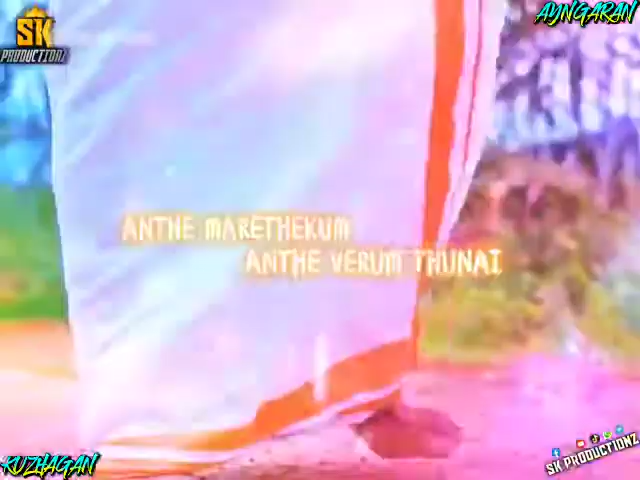 SK
PRODUCTIONZ
AYNGARAN
ANTHE MARETHEKUM
ANTHE VERUM THUNAI
KUZHAGAN
SK PRODUCTIONZ